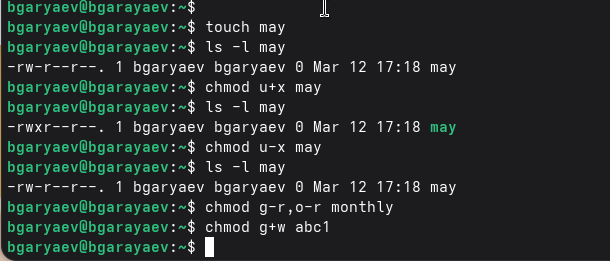 bgaryaev@bgarayaev:~$
bgaryaev@bgarayaev:~$ touch may
bgaryaev@bgarayaev:~$ ls -l may
-rw-r--r--. 1 bgaryaev bgaryaev 0 Mar 12 17:18 may
bgaryaev@bgarayaev:~$ chmod u+x may
bgaryaev@bgarayaev:~$ ls -l may
-rwxr--r--. 1 bgaryaev bgaryaev 0 Mar 12 17:18 may
bgaryaev@bgarayaev:~$ chmod u-x may
bgaryaev@bgarayaev:~$ ls -l may
-rw-r--r--. 1 bgaryaev bgaryaev 0 Mar 12 17:18 may
bgaryaev@bgarayaev:~$ chmod g-r,o-r monthly
bgaryaev@bgarayaev:~$ chmod g+w abc1
bgaryaev@bgarayaev:~$